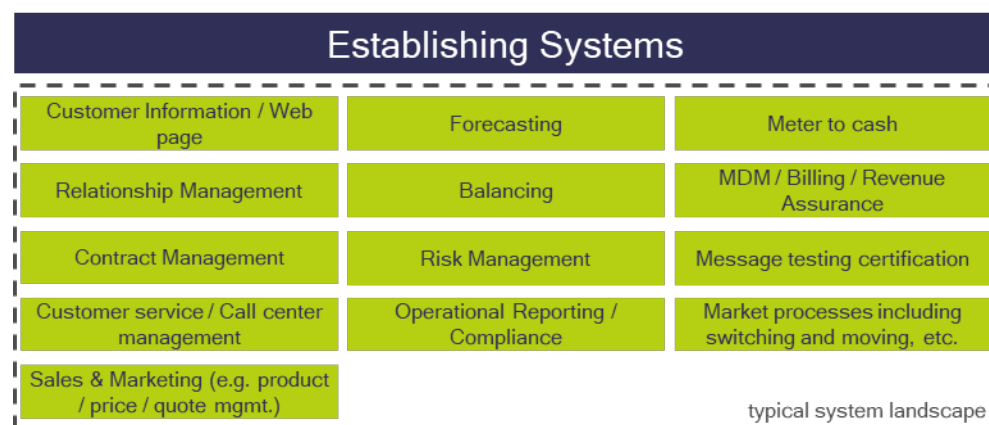 Establishing Systems
Customer Information / Web
page
Forecasting
Meter to cash
Relationship Management
Balancing
MDM / Billing / Revenue
Assurance
Contract Management
Risk Management
Message testing certification
Customer service / Call center
management
Operational Reporting /
Compliance
Market processes including
switching and moving, etc.
Sales & Marketing (e.g. product
/ price / quote mgmt.)
typical system landscape